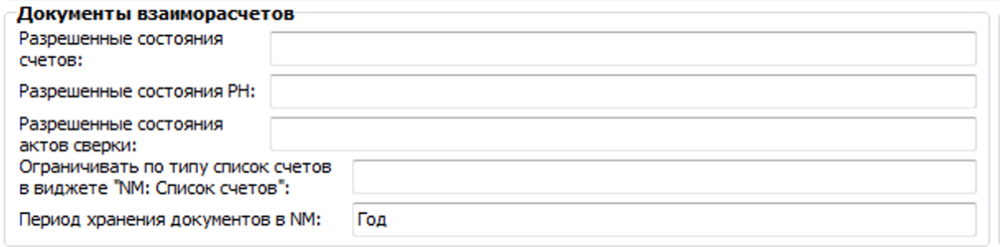 Документы взаиморасчетов
Разрешенные состояния
счетов:
Разрешенные состояния РН:
Разрешенные состояния
актов сверки:
Ограничивать по типу список счетов
в виджете "NM: Список счетов":
Период хранения документов в NM: Год